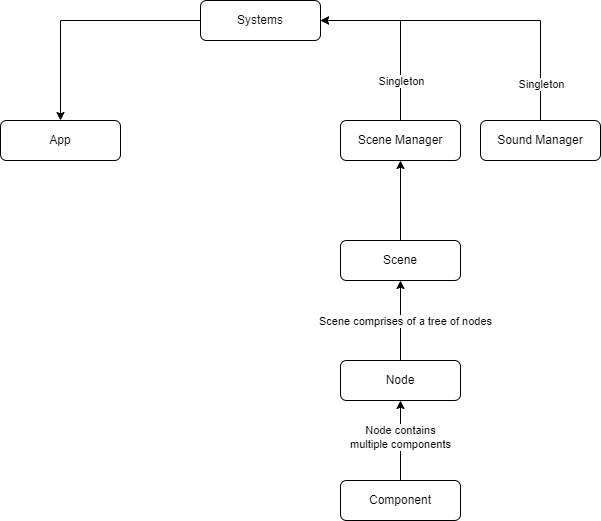 Systems
Singleton
Singleton
App
Scene Manager
Sound Manager
Scene
Scene comprises of a tree of nodes
Node
Node contains
multiple components
Component